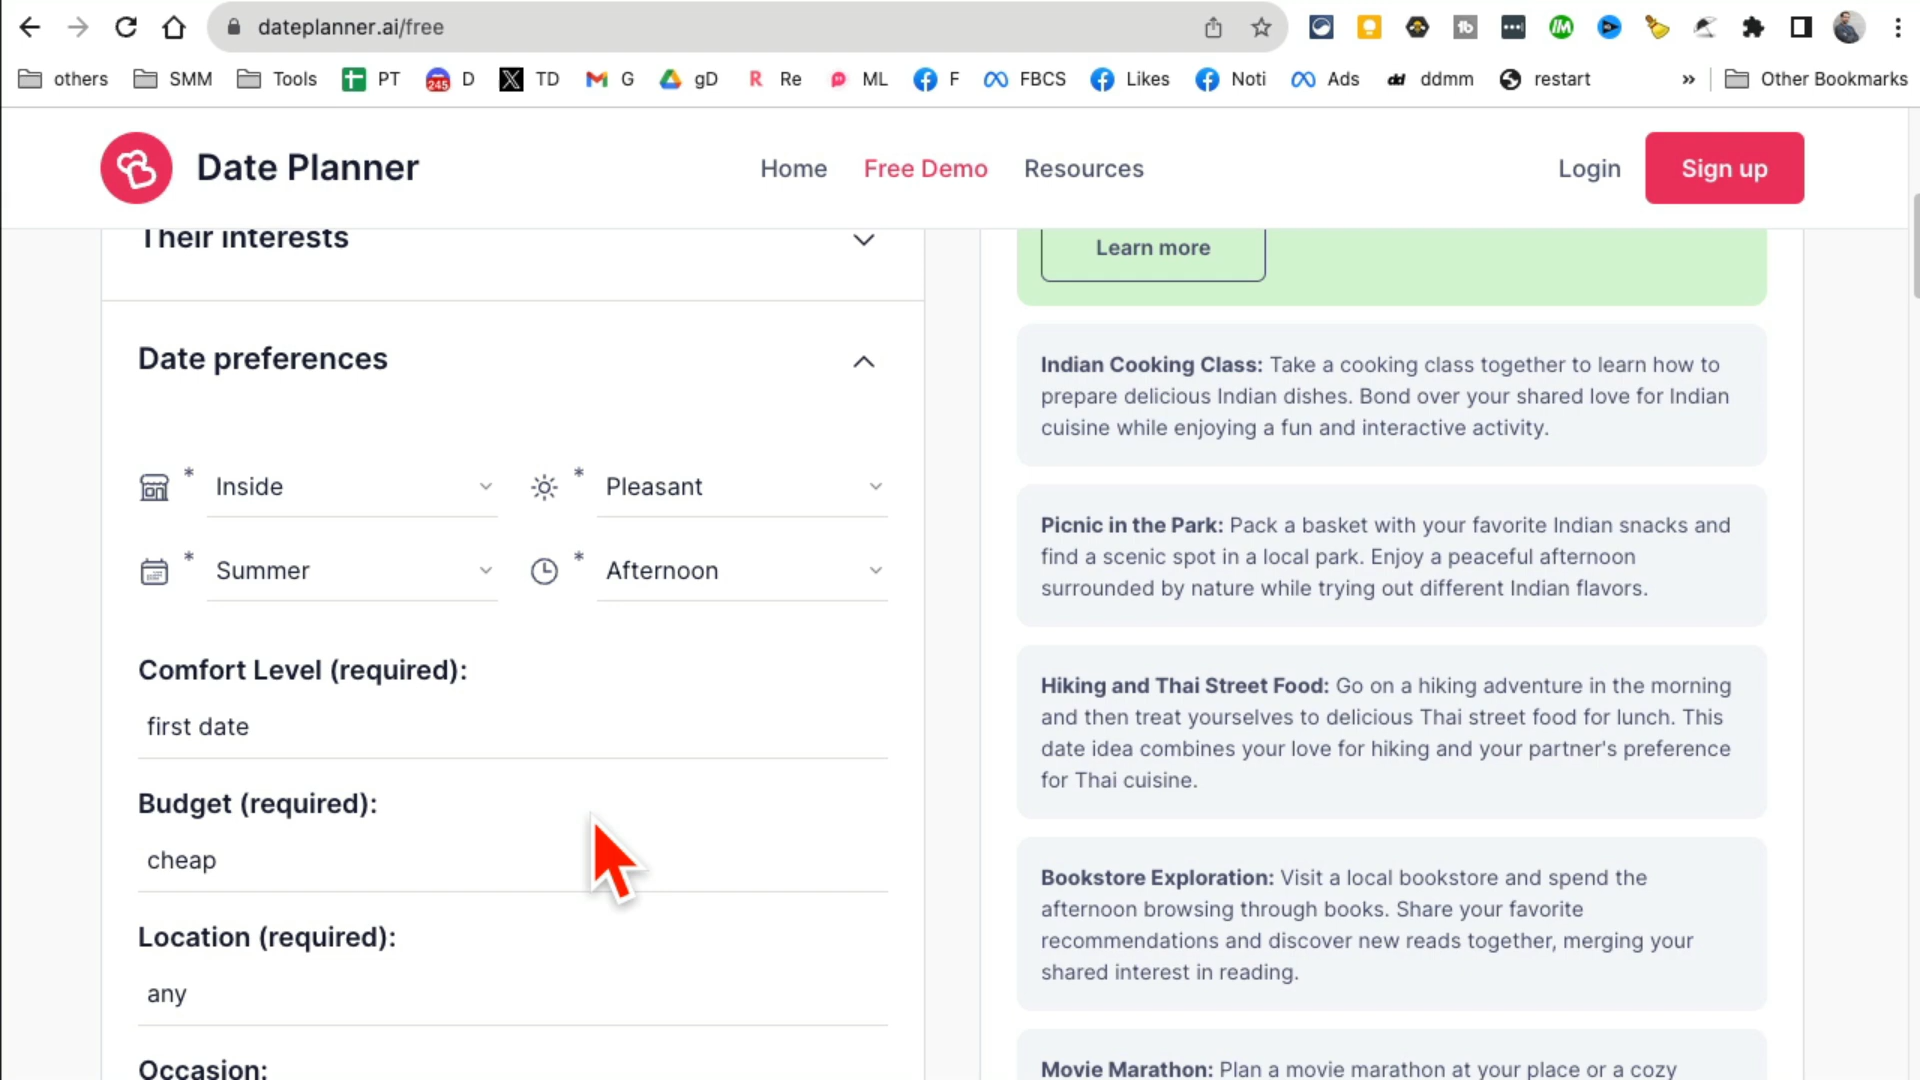 dateplanner.ai/free
others SMM Tools PT 245 D TD G gD R Re ML F FBCS Likes Noti Ads dd ddmm restart » Other Bookmarks
Date Planner Home Free Demo Resources Login Sign up
Their interests
Date preferences
* Inside * Pleasant
* Summer * Afternoon
Comfort Level (required):
first date
Budget (required):
cheap
Location (required):
any
Occasion:
Learn more
Indian Cooking Class: Take a cooking class together to learn how to
prepare delicious Indian dishes. Bond over your shared love for Indian
cuisine while enjoying a fun and interactive activity.
Picnic in the Park: Pack a basket with your favorite Indian snacks and
find a scenic spot in a local park. Enjoy a peaceful afternoon
surrounded by nature while trying out different Indian flavors.
Hiking and Thai Street Food: Go on a hiking adventure in the morning
and then treat yourselves to delicious Thai street food for lunch. This
date idea combines your love for hiking and your partner's preference
for Thai cuisine.
Bookstore Exploration: Visit a local bookstore and spend the
afternoon browsing through books. Share your favorite
recommendations and discover new reads together, merging your
shared interest in reading.
Movie Marathon: Plan a movie marathon at your place or a cozy